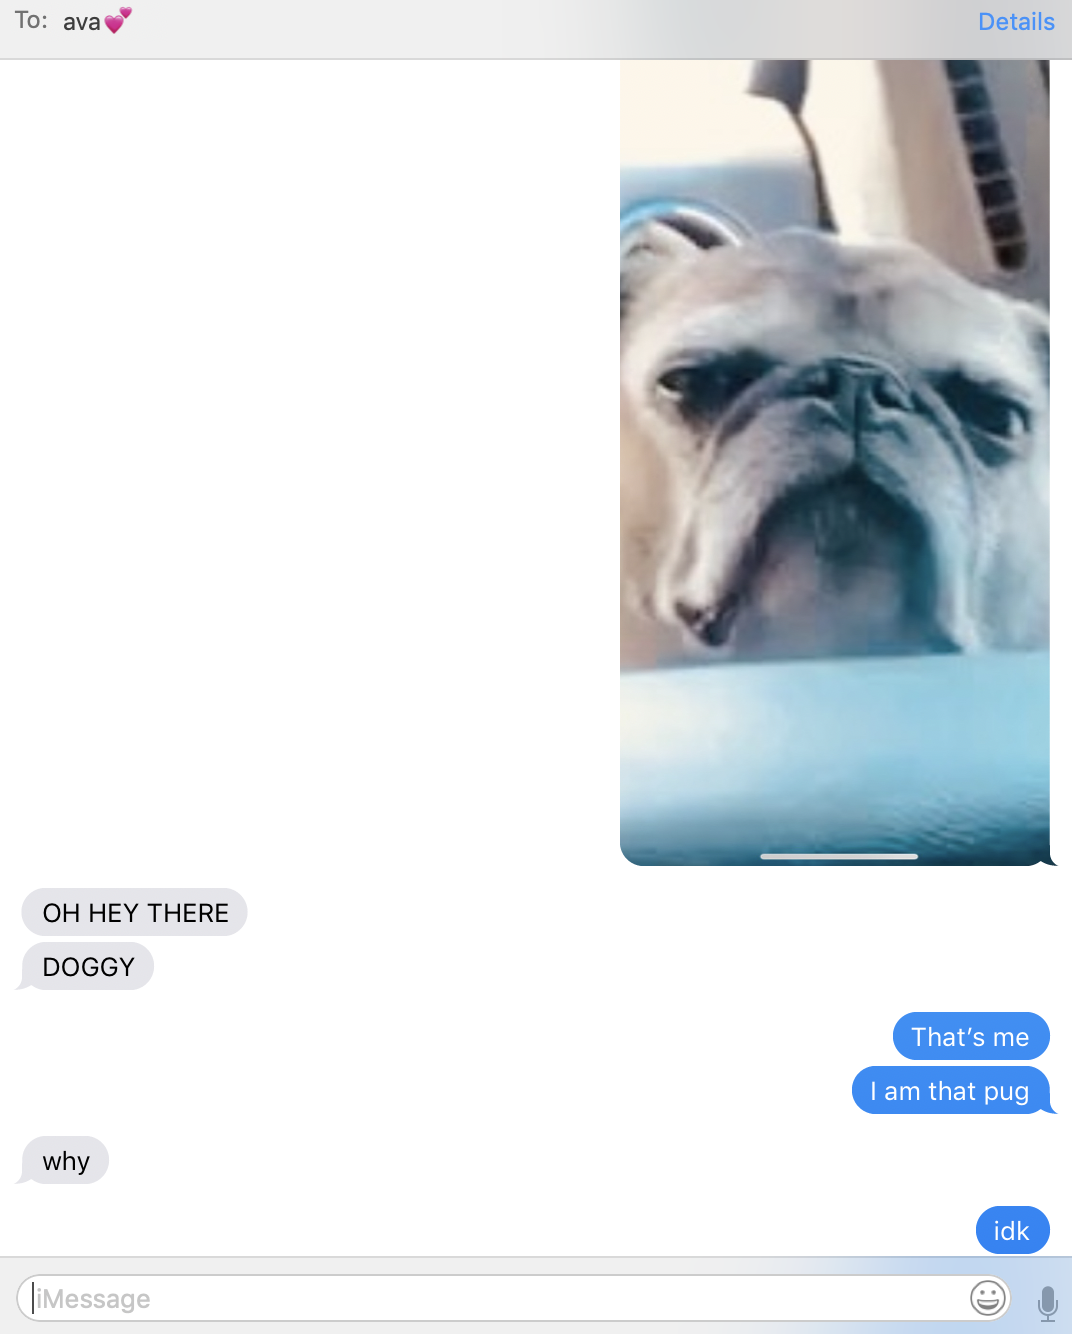 To: ava💕 Details
OH HEY THERE
DOGGY
That’s me
I am that pug
why
idk
iMessage